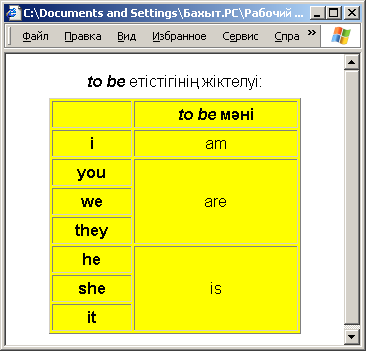 C:\Documents and Settings\Бахыт.PC\Рабочий ...
Файл Правка Вид Избранное Сервис Спра »
to be етістігінің жіктелуі:
to be мәні
i am
you
we are
they
he
she is
it